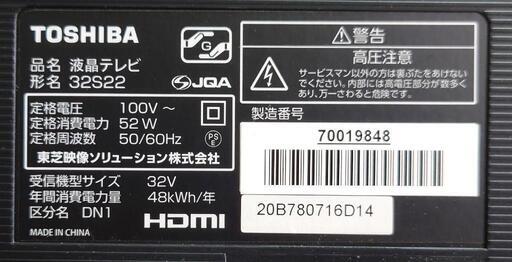 TOSHIBA
G
品名 液晶テレビ
形名 32S22
JQA
定格電圧 100V～
定格消費電力 52W
定格周波数 50/60Hz
PS
E
東芝映像ソリューション株式会社
受信機型サイズ 32V
年間消費電力量 48kWh/年
区分名 DN1
HDMI
MADE IN CHINA
警告
高圧注意
サービスマン以外の方は裏ぶたをあけない
でください。内部には高電圧部分が数多く
あり、万一さわると危険です。
製造番号
70019848
20B780716D14